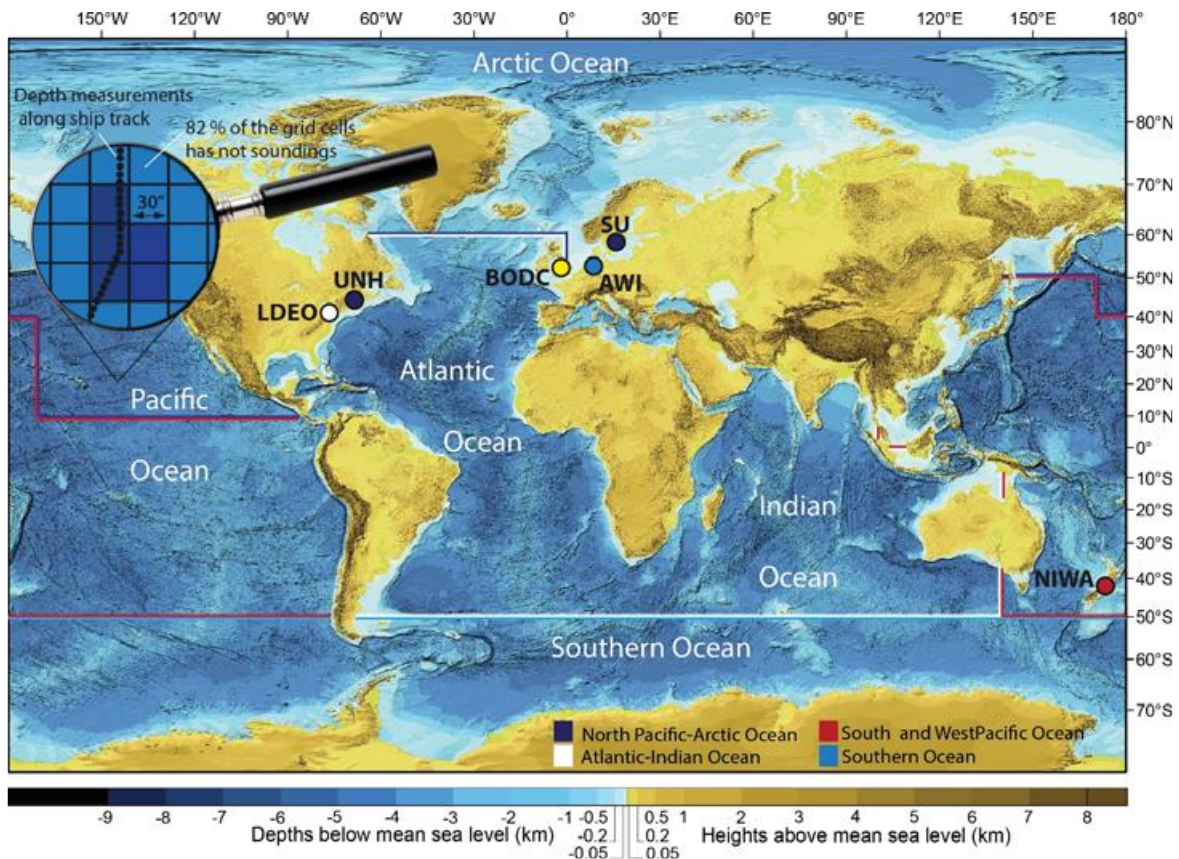 150°W 120°W 90°W 60°W 30°W 0° 30°E 60°E 90°E 120°E 150°E 180°
Arctic Ocean
Depth measurements
along ship track
82 % of the grid cells
has not soundings
30"
80°N
70°N
60°N
50°N
40°N
30°N
20°N
10°N
0°
10°S
20°S
30°S
40°S
50°S
60°S
70°S
SU
BODC
AWI
UNH
LDEO
Atlantic
Ocean
Pacific
Ocean
Indian
Ocean
NIWA
Southern Ocean
North Pacific-Arctic Ocean
Atlantic-Indian Ocean
South and WestPacific Ocean
Southern Ocean
-9 -8 -7 -6 -5 -4 -3 -2 -1 -0.5 0.5 1 2 3 4 5 6 7 8
Depths below mean sea level (km) -0.2 0.2 Heights above mean sea level (km)
-0.05 0.05